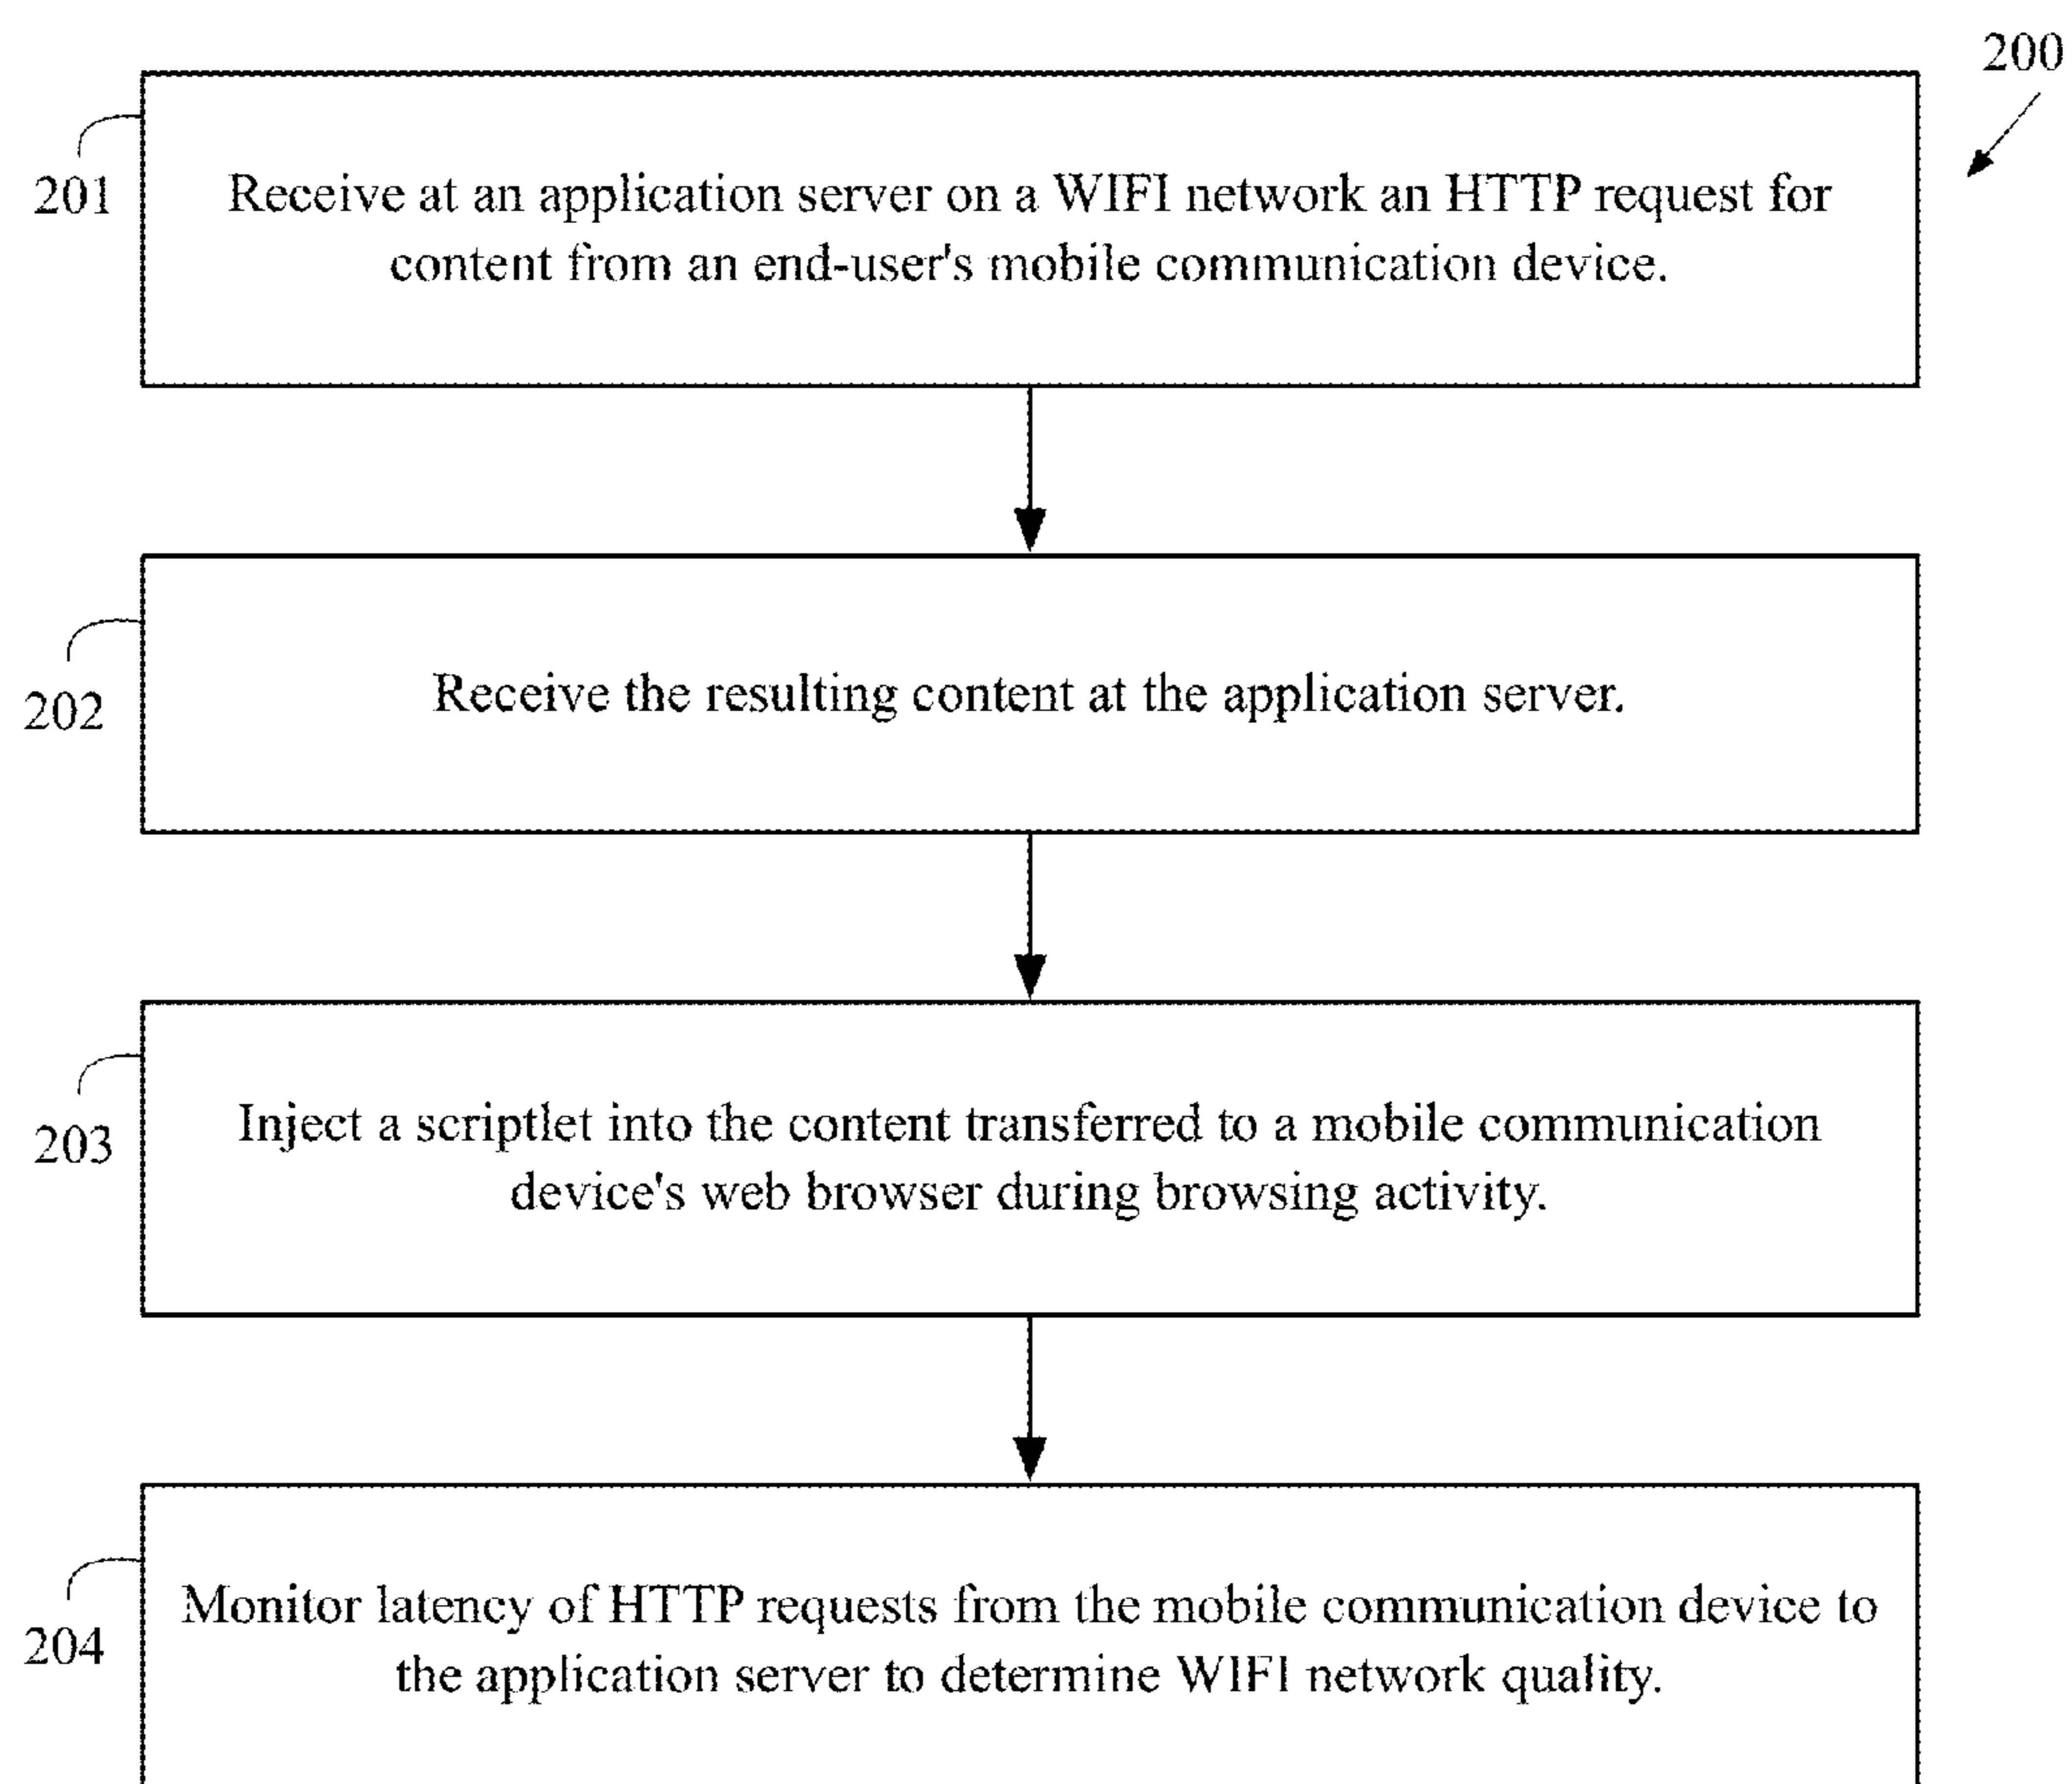 200
201
Receive at an application server on a WIFI network an HTTP request for
content from an end-user's mobile communication device.
202
Receive the resulting content at the application server.
203
Inject a scriptlet into the content transferred to a mobile communication
device's web browser during browsing activity.
204
Monitor latency of HTTP requests from the mobile communication device to
the application server to determine WIFI network quality.